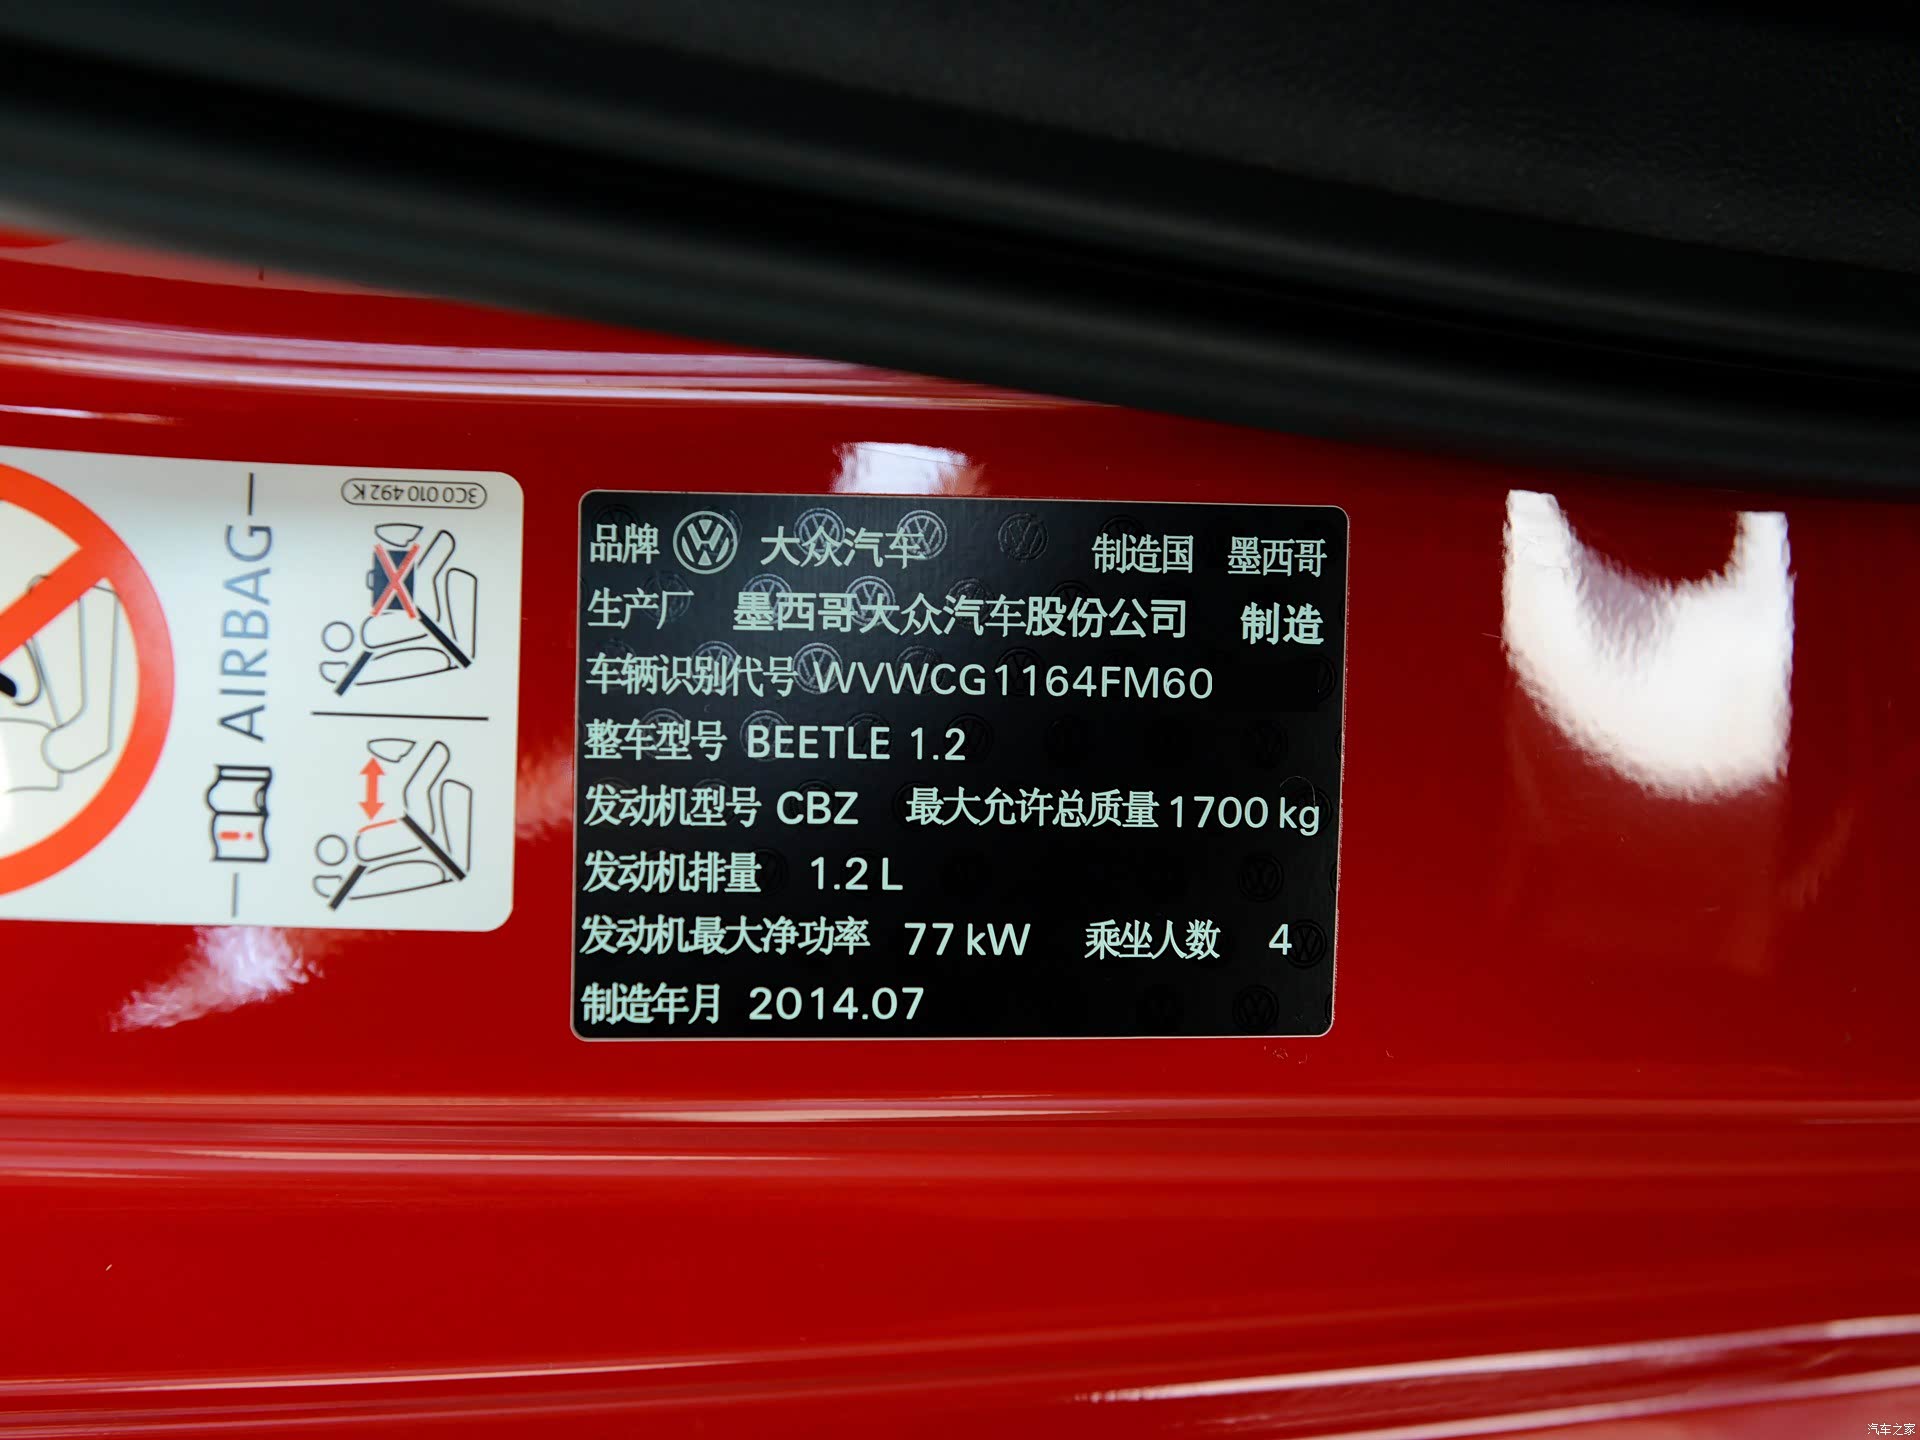 3C0 010 492 K
AIRBAG
品牌 大众汽车 制造国 墨西哥
生产厂 墨西哥大众汽车股份公司 制造
车辆识别代号 WVWCG1164FM60
整车型号 BEETLE 1.2
发动机型号 CBZ 最大允许总质量 1700 kg
发动机排量 1.2 L
发动机最大净功率 77 kW 乘坐人数 4
制造年月 2014.07
汽车之家